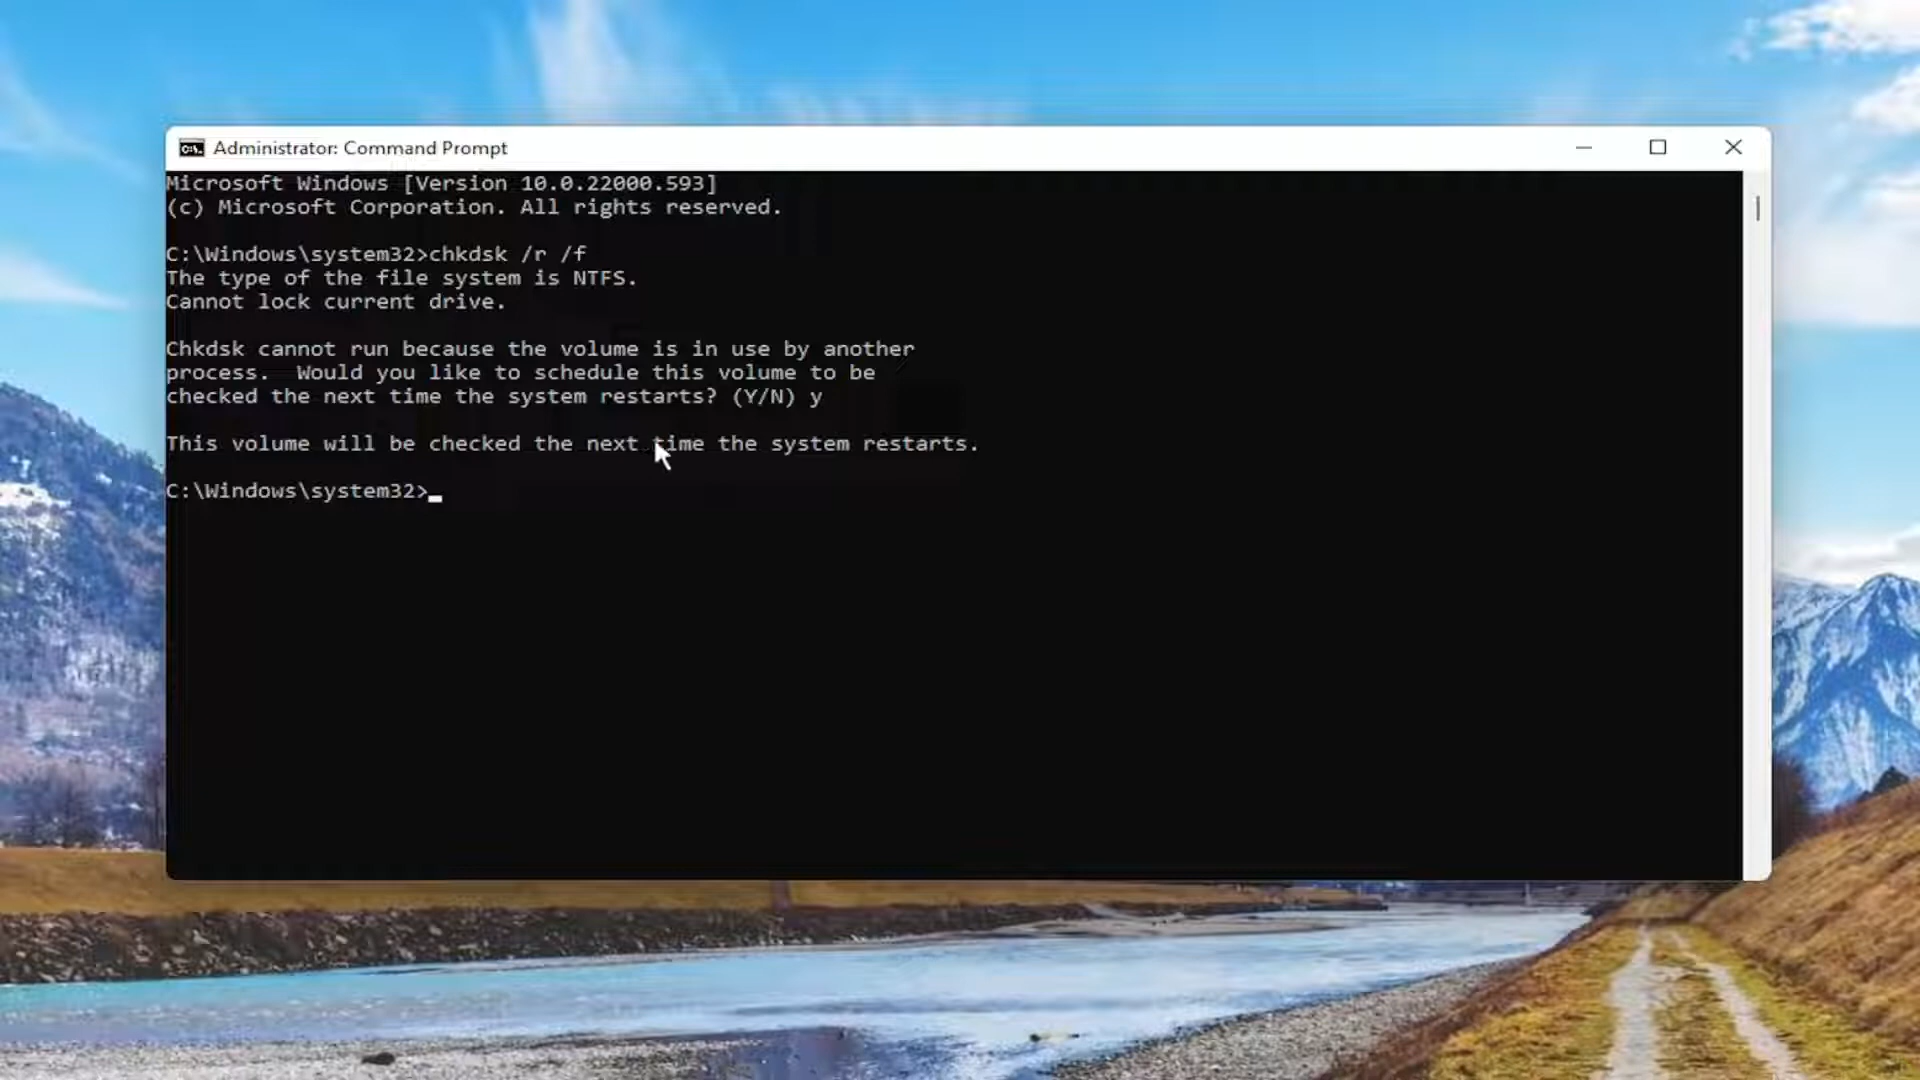 Administrator: Command Prompt
Microsoft Windows [Version 10.0.22000.593]
(c) Microsoft Corporation. All rights reserved.
C:\Windows\system32>chkdsk /r /f
The type of the file system is NTFS.
Cannot lock current drive.
Chkdsk cannot run because the volume is in use by another
process.  Would you like to schedule this volume to be
checked the next time the system restarts? (Y/N) y
This volume will be checked the next time the system restarts.
C:\Windows\system32>